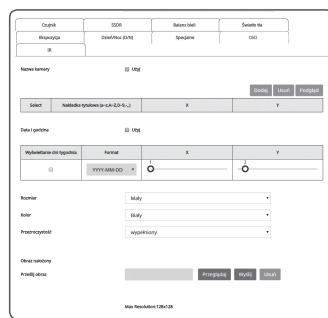 Czujnik SSDR Balans bieli Światło tła
Ekspozycja Dzień/Noc (D/N) Specjalne OSD
IR
Nazwa kamery Użyj
Dodaj Usuń Podgląd
Select Nakładka tytułowa (a~z,A~Z,0~9,-,.) X Y
Data i godzina Użyj
Wyświetlanie dni tygodnia Format X Y
YYYY-MM-DD 1 2
Rozmiar Mały
Kolor Biały
Przezroczystość wypełniony
Obraz nałożony
Prześlij obraz Przeglądaj Wyślij Usuń
Max Resolution:128x128